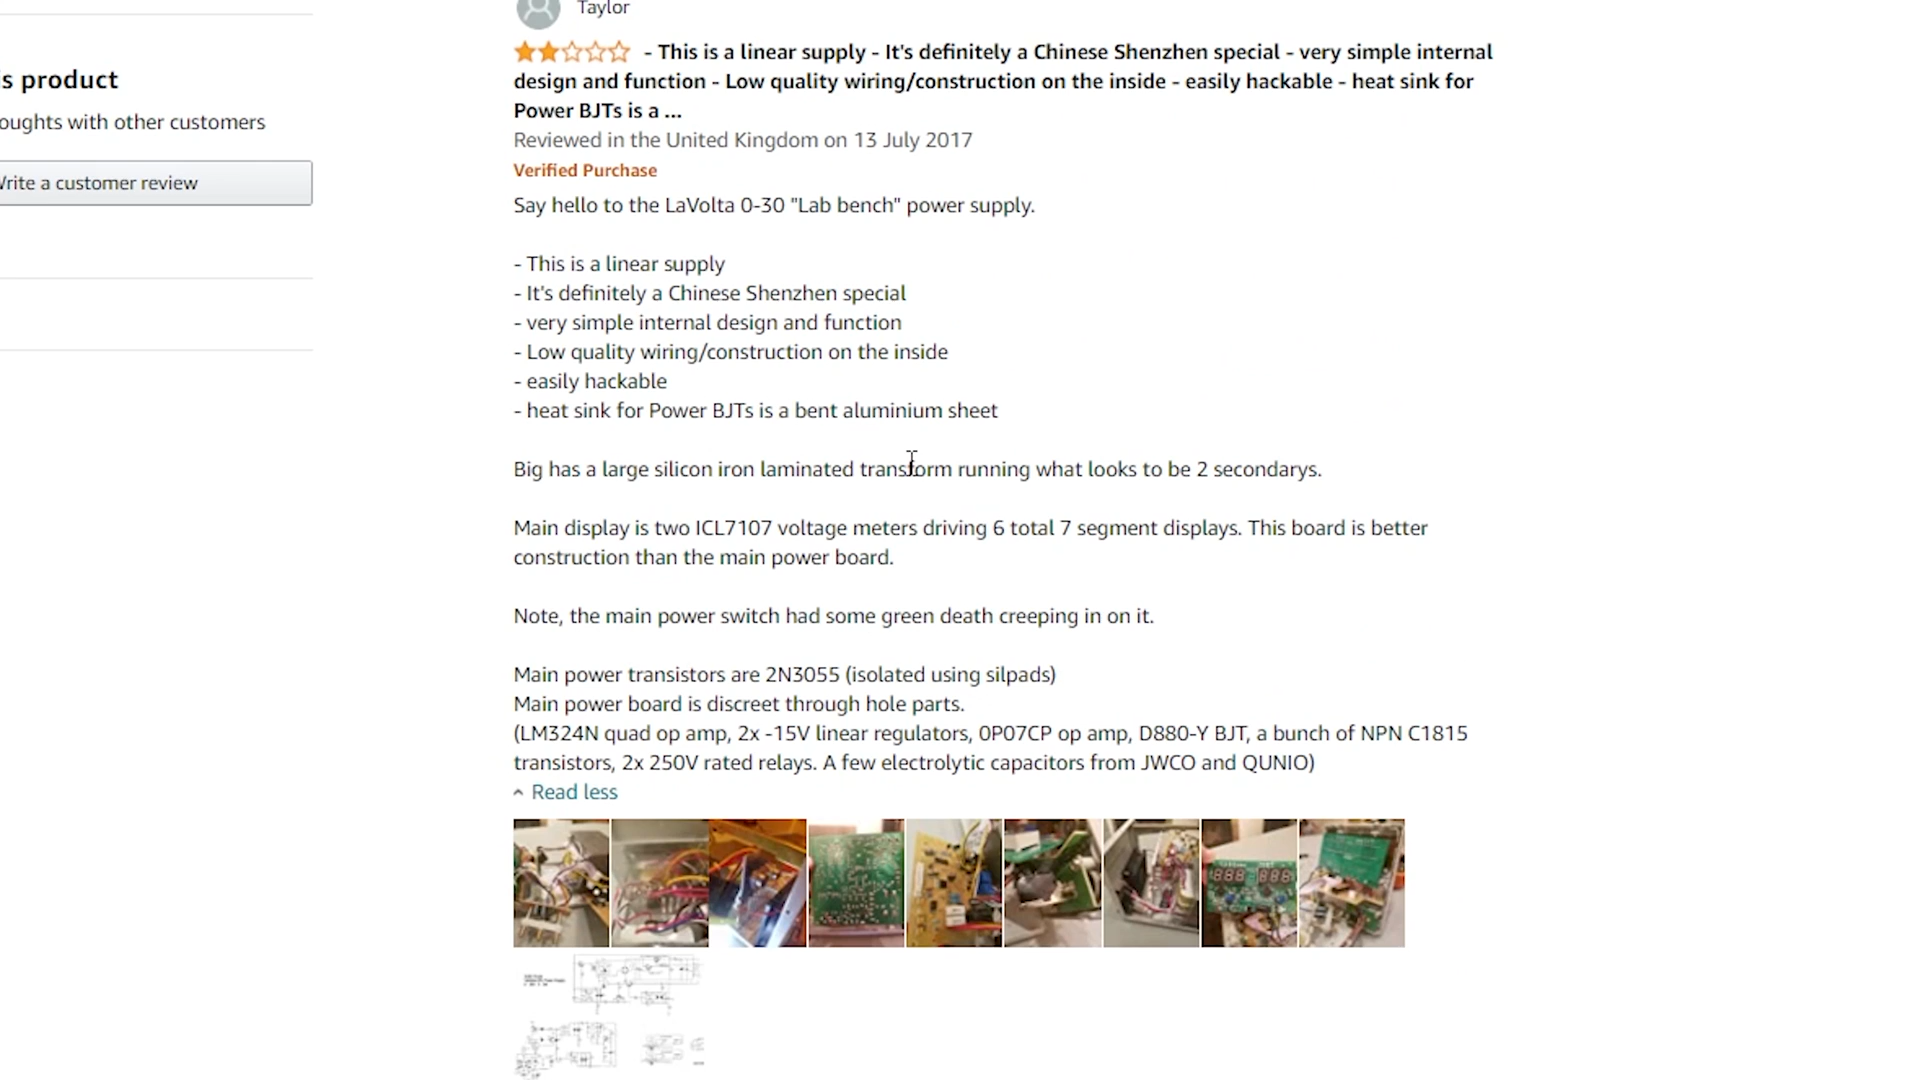 Taylor
- This is a linear supply - It's definitely a Chinese Shenzhen special - very simple internal
design and function - Low quality wiring/construction on the inside - easily hackable - heat sink for
Power BJTs is a ...
Reviewed in the United Kingdom on 13 July 2017
Verified Purchase
Say hello to the LaVolta 0-30 "Lab bench" power supply.
- This is a linear supply
- It's definitely a Chinese Shenzhen special
- very simple internal design and function
- Low quality wiring/construction on the inside
- easily hackable
- heat sink for Power BJTs is a bent aluminium sheet
Big has a large silicon iron laminated transform running what looks to be 2 secondarys.
Main display is two ICL7107 voltage meters driving 6 total 7 segment displays. This board is better
construction than the main power board.
Note, the main power switch had some green death creeping in on it.
Main power transistors are 2N3055 (isolated using silpads)
Main power board is discreet through hole parts.
(LM324N quad op amp, 2x -15V linear regulators, 0P07CP op amp, D880-Y BJT, a bunch of NPN C1815
transistors, 2x 250V rated relays. A few electrolytic capacitors from JWCO and QUNIO)
Read less
888 888
s product
oughts with other customers
Write a customer review